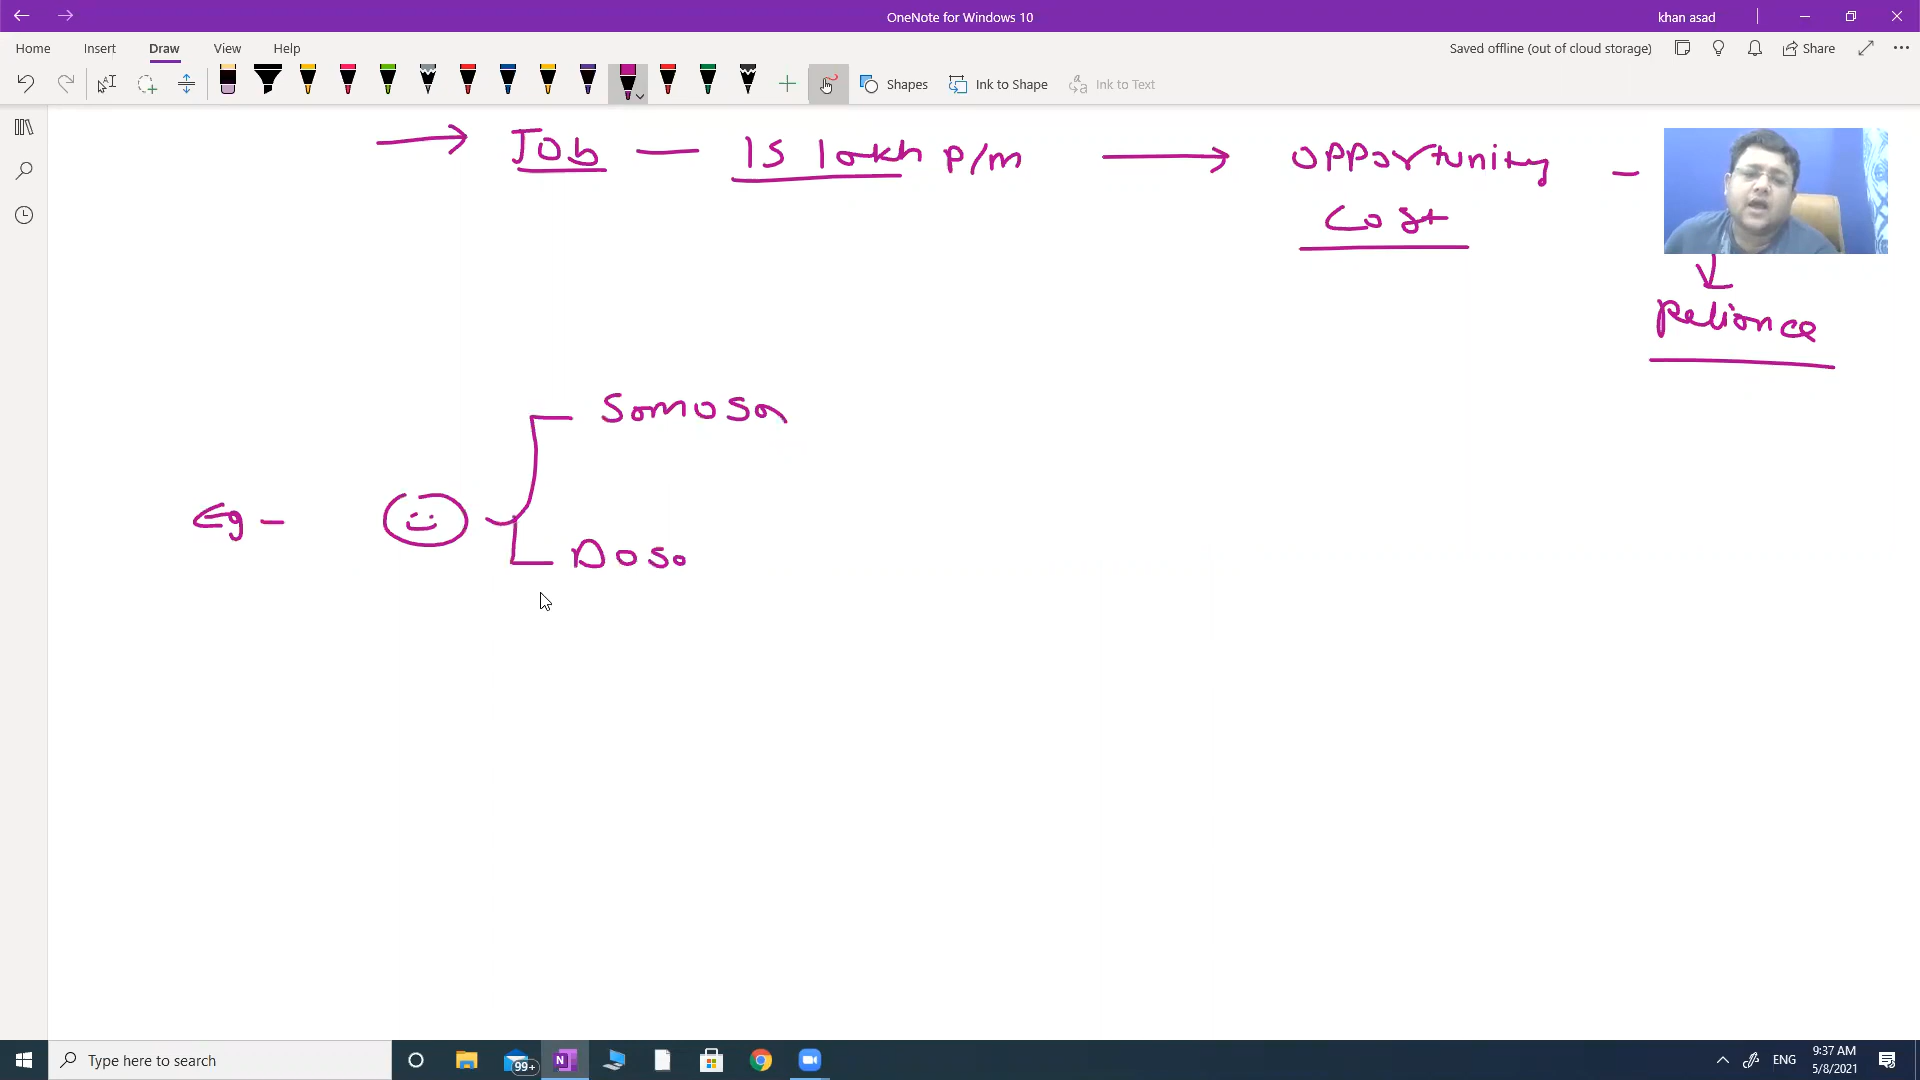 OneNote for Windows 10
khan asad
Home Insert Draw View Help
Saved offline (out of cloud storage)
Share
Shapes
Ink to Shape
Ink to Text
Job — 15 lakh p/m
opportunity -
Cost
Reliance
Samosa
Eg -
Dosa
Type here to search
99+
ENG
9:37 AM
5/8/2021